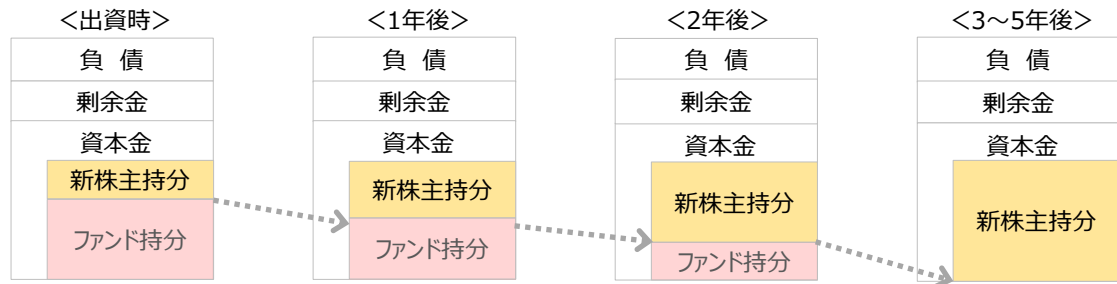 ＜出資時＞
負 債
剰余金
資本金
新株主持分
ファンド持分
＜1年後＞
負 債
剰余金
資本金
新株主持分
ファンド持分
＜2年後＞
負 債
剰余金
資本金
新株主持分
ファンド持分
＜3～5年後＞
負 債
剰余金
資本金
新株主持分